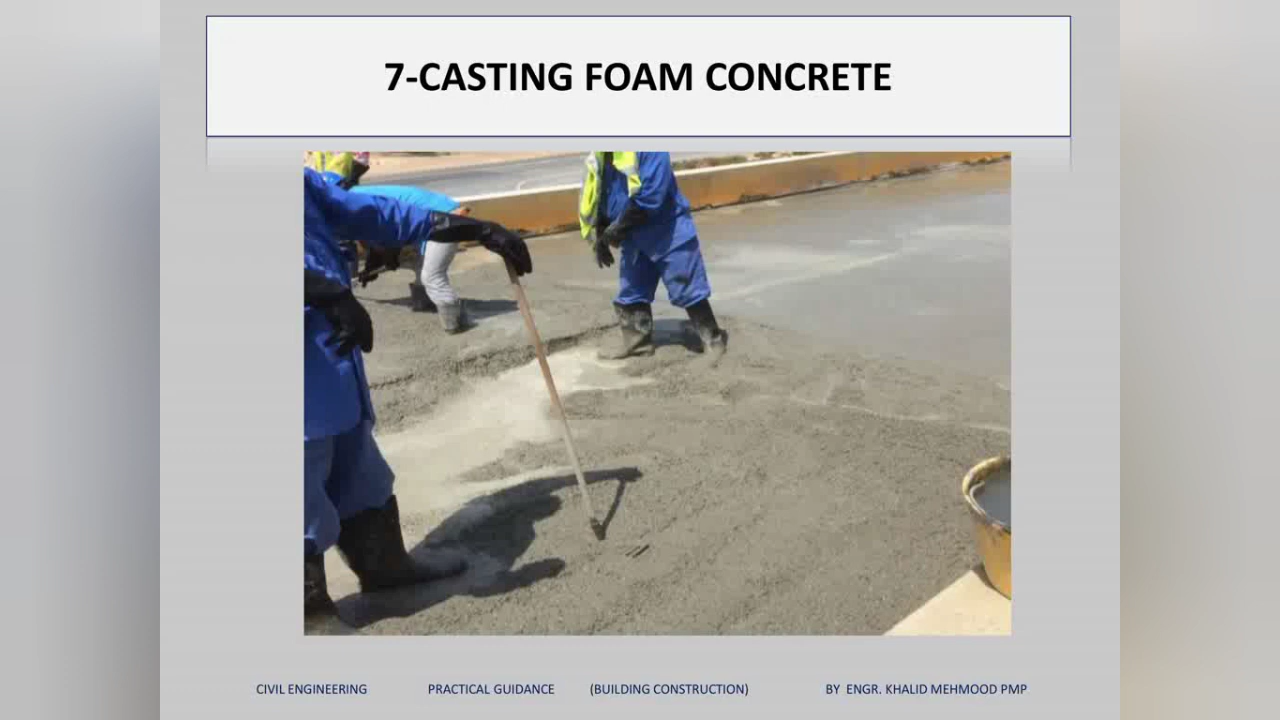 7-CASTING FOAM CONCRETE
CIVIL ENGINEERING PRACTICAL GUIDANCE (BUILDING CONSTRUCTION) BY ENGR. KHALID MEHMOOD PMP